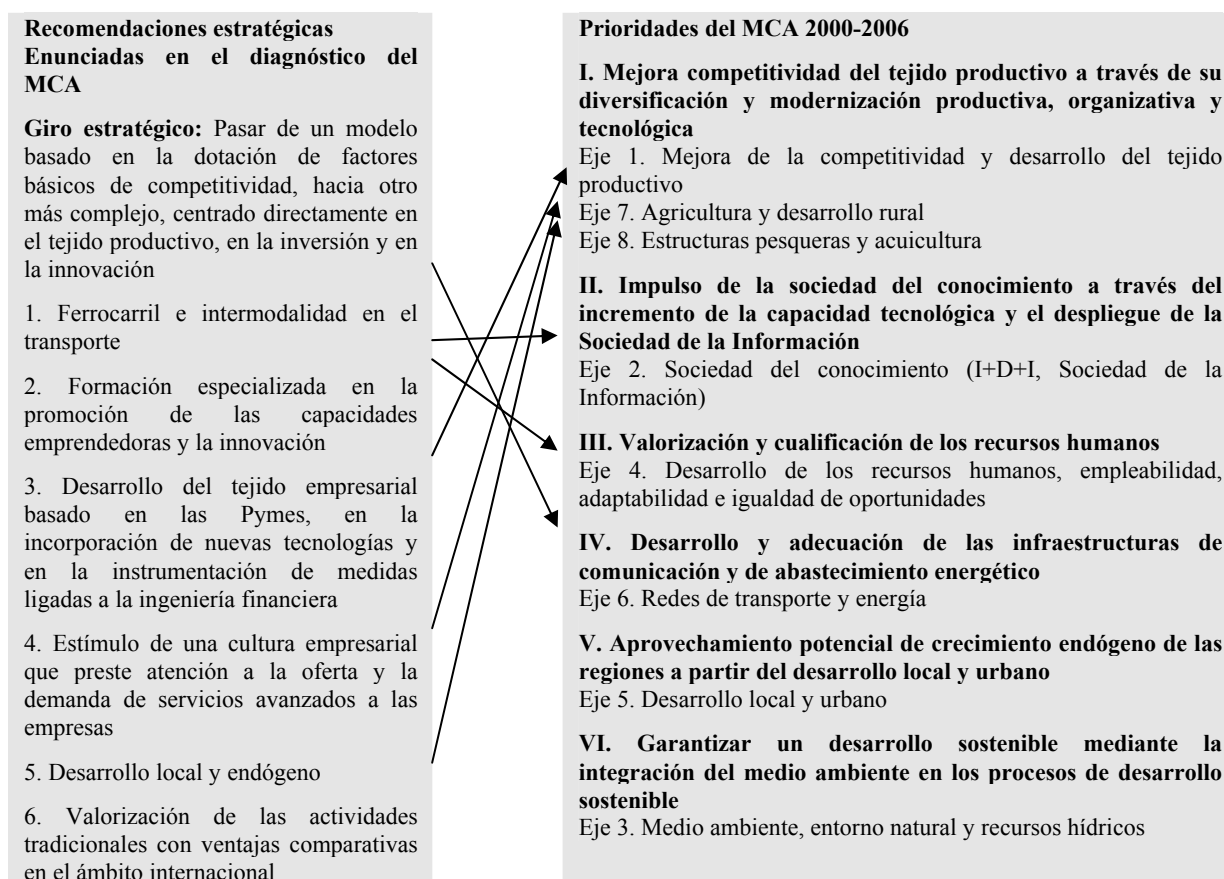 Recomendaciones estratégicas
Enunciadas en el diagnóstico del
MCA
Giro estratégico: Pasar de un modelo
basado en la dotación de factores
básicos de competitividad, hacia otro
más complejo, centrado directamente en
el tejido productivo, en la inversión y en
la innovación
1. Ferrocarril e intermodalidad en el
transporte
2. Formación especializada en la
promoción de las capacidades
emprendedoras y la innovación
3. Desarrollo del tejido empresarial
basado en las Pymes, en la
incorporación de nuevas tecnologías y
en la instrumentación de medidas
ligadas a la ingeniería financiera
4. Estímulo de una cultura empresarial
que preste atención a la oferta y la
demanda de servicios avanzados a las
empresas
5. Desarrollo local y endógeno
6. Valorización de las actividades
tradicionales con ventajas comparativas
en el ámbito internacional
Prioridades del MCA 2000-2006
I. Mejora competitividad del tejido productivo a través de su
diversificación y modernización productiva, organizativa y
tecnológica
Eje 1. Mejora de la competitividad y desarrollo del tejido
productivo
Eje 7. Agricultura y desarrollo rural
Eje 8. Estructuras pesqueras y acuicultura
II. Impulso de la sociedad del conocimiento a través del
incremento de la capacidad tecnológica y el despliegue de la
Sociedad de la Información
Eje 2. Sociedad del conocimiento (I+D+I, Sociedad de la
Información)
III. Valorización y cualificación de los recursos humanos
Eje 4. Desarrollo de los recursos humanos, empleabilidad,
adaptabilidad e igualdad de oportunidades
IV. Desarrollo y adecuación de las infraestructuras de
comunicación y de abastecimiento energético
Eje 6. Redes de transporte y energía
V. Aprovechamiento potencial de crecimiento endógeno de las
regiones a partir del desarrollo local y urbano
Eje 5. Desarrollo local y urbano
VI. Garantizar un desarrollo sostenible mediante la
integración del medio ambiente en los procesos de desarrollo
sostenible
Eje 3. Medio ambiente, entorno natural y recursos hídricos